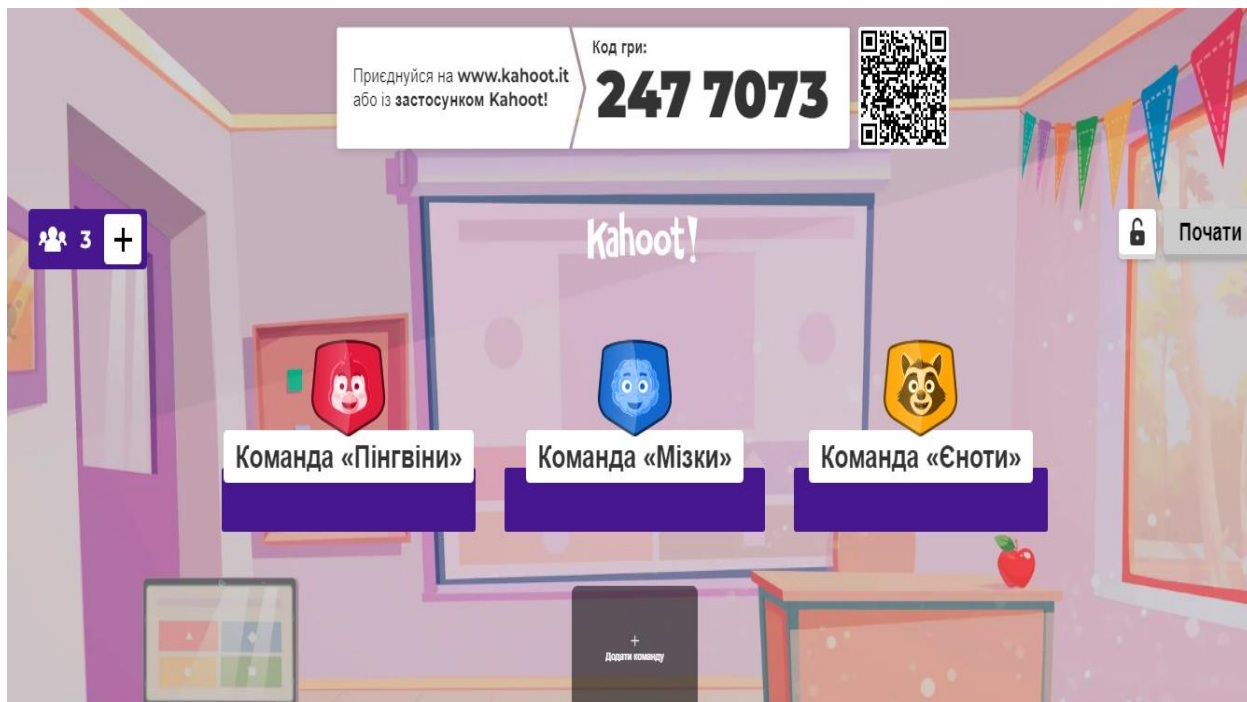 Приєднуйся на www.kahoot.it
або із застосунком Kahoot!
Код гри:
247 7073
3 +
Kahoot!
Почати
Команда «Пінгвіни»
Команда «Мізки»
Команда «Єноти»
+
Додати команду